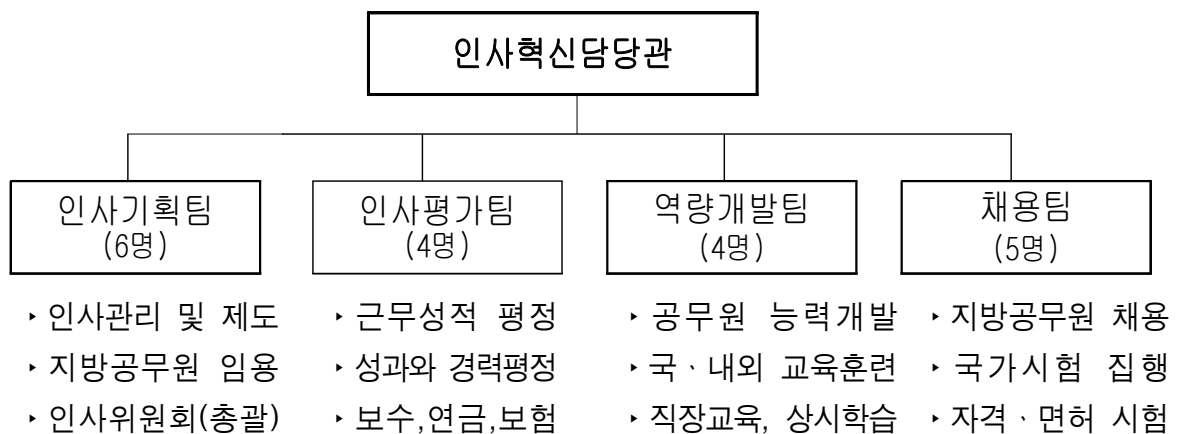 인사혁신담당관
인사기획팀
(6명)
인사평가팀
(4명)
역량개발팀
(4명)
채용팀
(5명)
‣인사관리 및 제도
‣지방공무원 임용
‣인사위원회(총괄)
‣근무성적 평정
‣성과와 경력평정
‣보수,연금,보험
‣공무원 능력개발
‣국ㆍ내외 교육훈련
‣직장교육, 상시학습
‣지방공무원 채용
‣국가시험 집행
‣자격ㆍ면허 시험